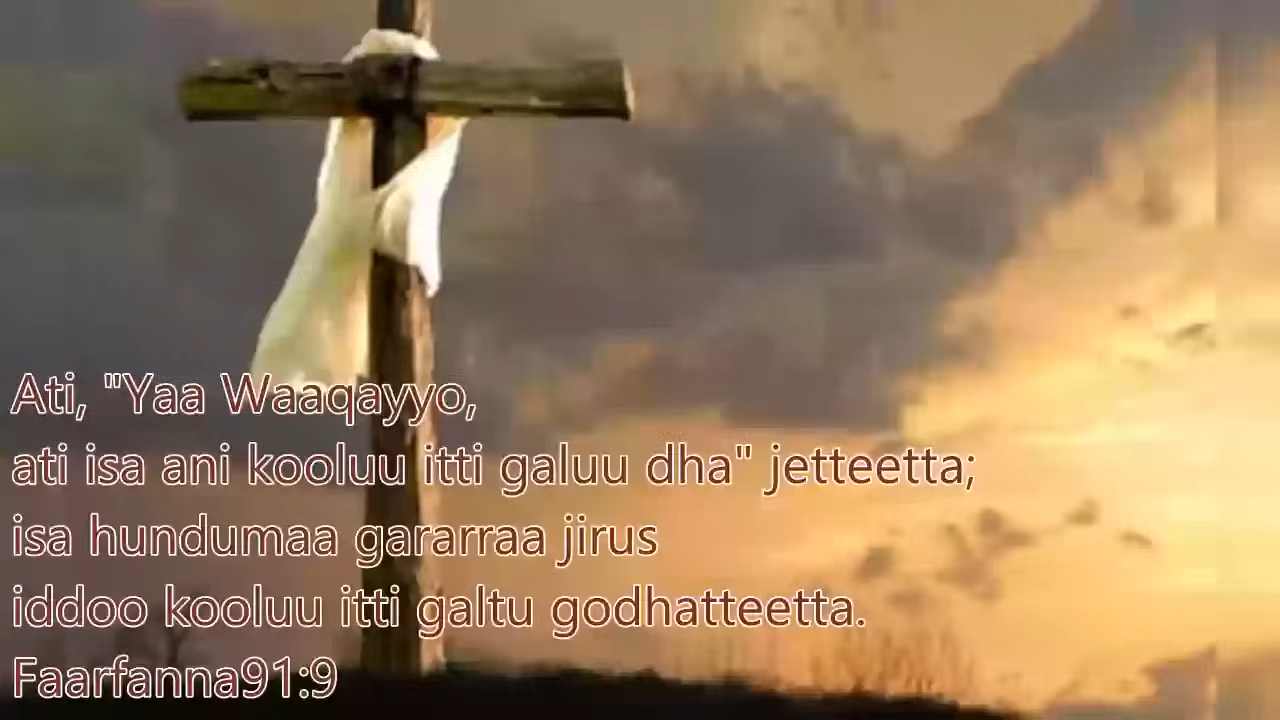 Ati, "Yaa Waaqayyo,
ati isa ani kooluu itti galuu dha" jetteetta;
isa hundumaa gararraa jirus
iddoo kooluu itti galtu godhatteetta.
Faarfanna91:9